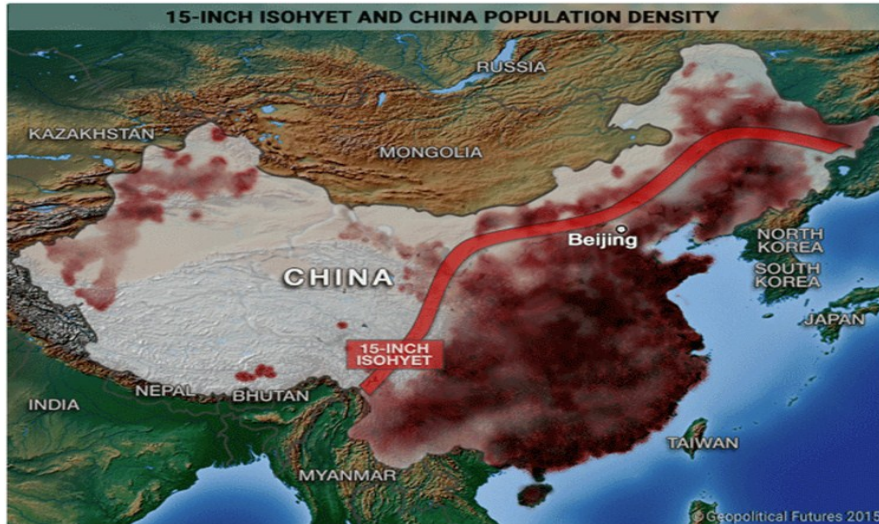 15-INCH ISOHYET AND CHINA POPULATION DENSITY
RUSSIA
KAZAKHSTAN
MONGOLIA
Beijing
NORTH
KOREA
SOUTH
KOREA
CHINA
JAPAN
15-INCH
ISOHYET
NEPAL
BHUTAN
INDIA
TAIWAN
MYANMAR
© Geopolitical Futures 2015